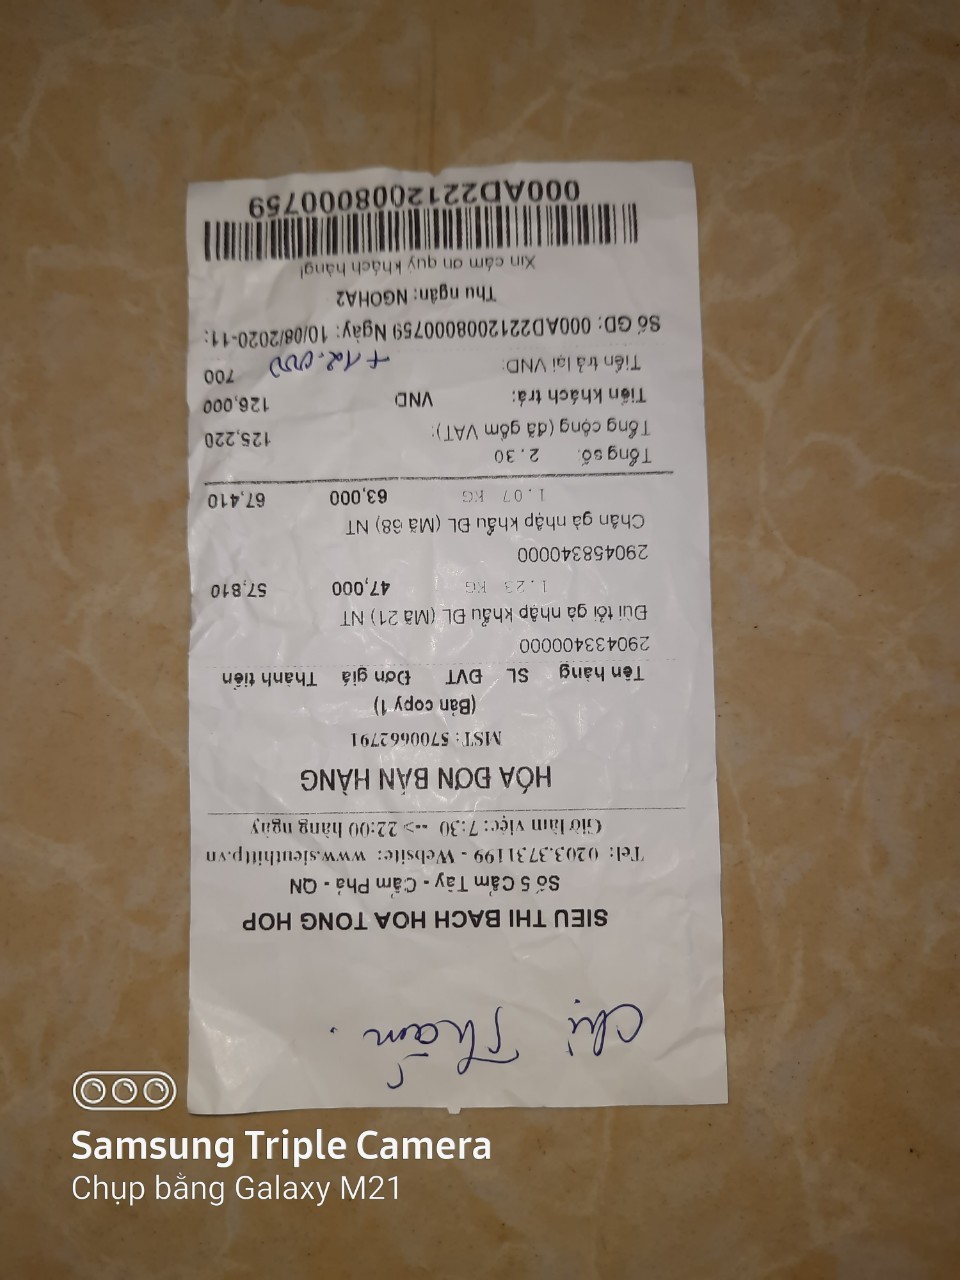 Chị Thắm.
SIEU THI BACH HOA TONG HOP
Số 5 Cẩm Tây - Cẩm Phả - QN
Tel: 0203.3731199 - Website: www.sieuthittp.vn
Giờ làm việc: 7:30 --> 22:00 hàng ngày
HÓA ĐƠN BÁN HÀNG
MST: 5700662791
(Bản copy 1)
Tên hàng SL ĐVT Đơn giá Thành tiền
290433400000
Đùi tỏi gà nhập khẩu ĐL (Mã 21) NT
1.23 KG 47,000 57,810
2904583400000
Chân gà nhập khẩu ĐL (Mã 68) NT
1.07 KG 63,000 67,410
Tổng số: 2.30
Tổng cộng (đã gồm VAT): 125,220
Tiền khách trả: VND 126,000
Tiền trả lại VND: 700
+12.000
Số GD: 000AD2212008000759 Ngày: 10/08/2020-11:
Thu ngân: NGOHA2
Xin cảm ơn quý khách hàng!
000AD2212008000759
Samsung Triple Camera
Chụp bằng Galaxy M21